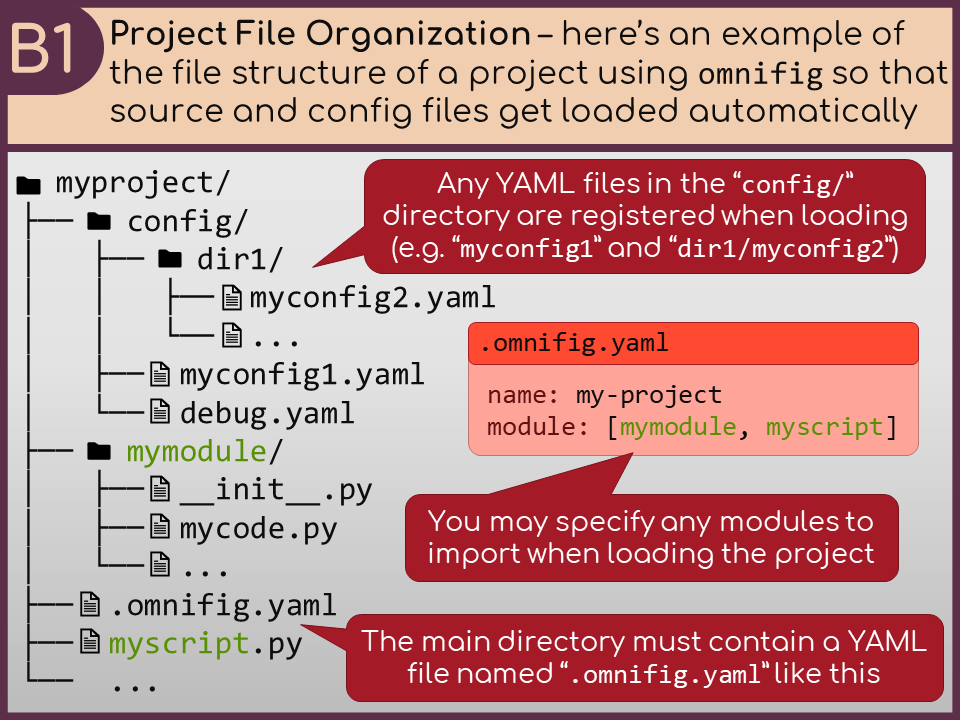 B1
Project File Organization – here's an example of
the file structure of a project using omnifig so that
source and config files get loaded automatically
myproject/
config/
dir1/
myconfig2.yaml
...
myconfig1.yaml
debug.yaml
mymodule/
__init__.py
mycode.py
...
.omnifig.yaml
myscript.py
...
Any YAML files in the “config/”
directory are registered when loading
(e.g. “myconfig1” and “dir1/myconfig2”)
.omnifig.yaml
name: my-project
module: [mymodule, myscript]
You may specify any modules to
import when loading the project
The main directory must contain a YAML
file named “.omnifig.yaml” like this